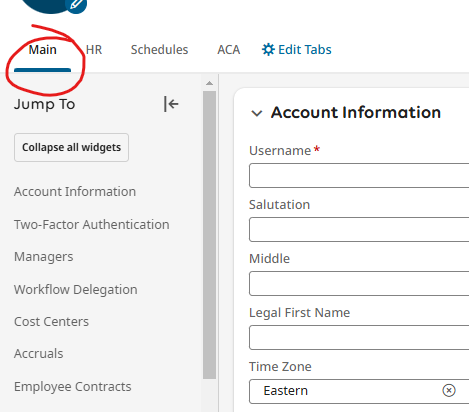 Main
HR
Schedules
ACA
Edit Tabs
Jump To
Collapse all widgets
Account Information
Two-Factor Authentication
Managers
Workflow Delegation
Cost Centers
Accruals
Employee Contracts
Account Information
Username *
Salutation
Middle
Legal First Name
Time Zone
Eastern